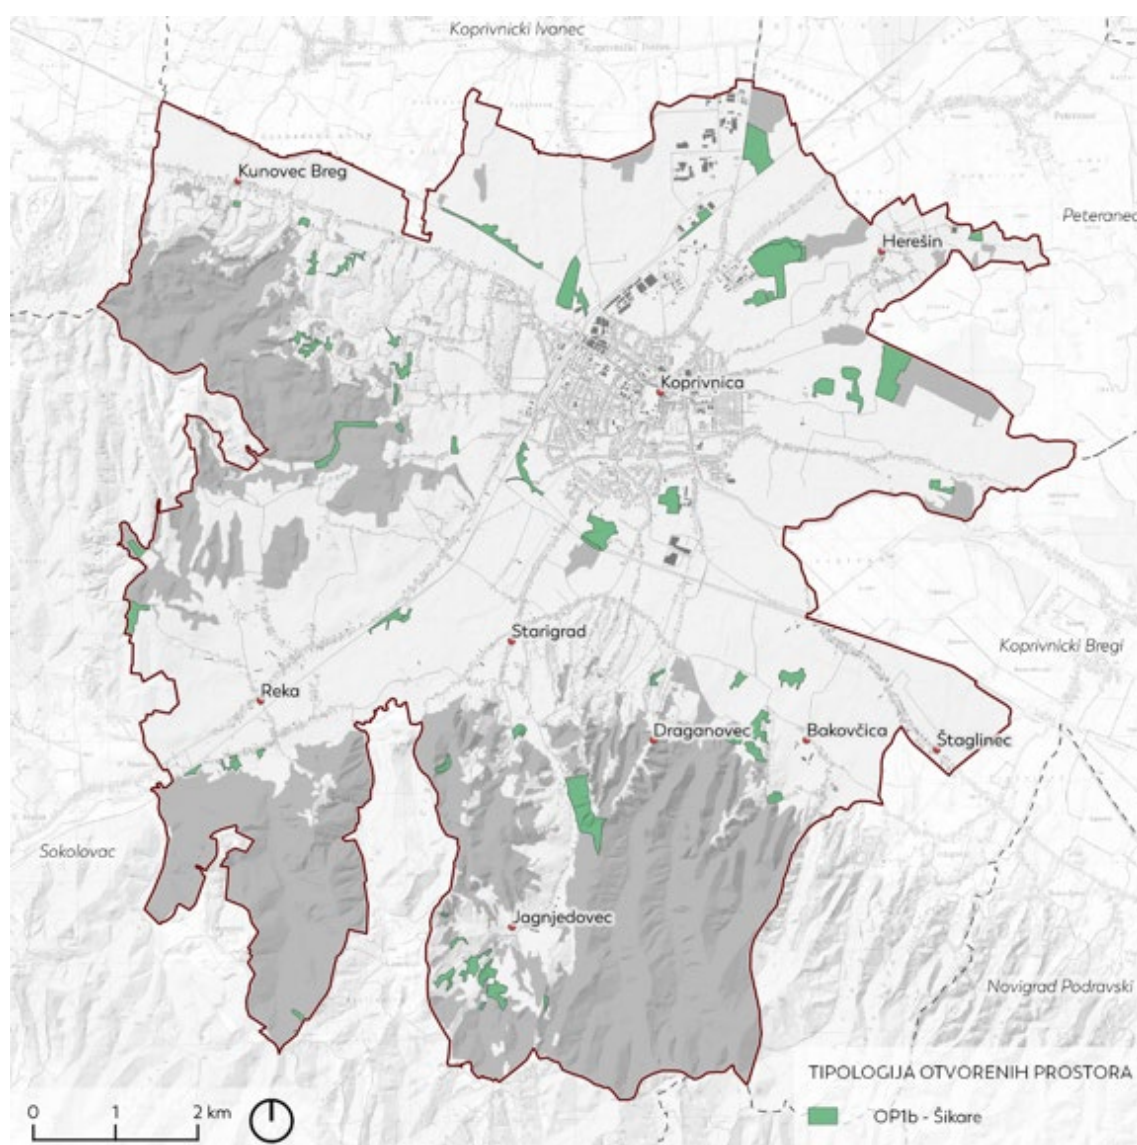 Koprivnički Ivanec
Kunovec Breg
Peteranec
Herešin
Koprivnica
Starigrad
Koprivnički Bregi
Reka
Draganovec
Bakovčica
Štaglinec
Sokolovac
Jagnjedovec
Novigrad Podravski
TIPOLOGIJA OTVORENIH PROSTORA
0 1 2 km
OP1b - Šikare